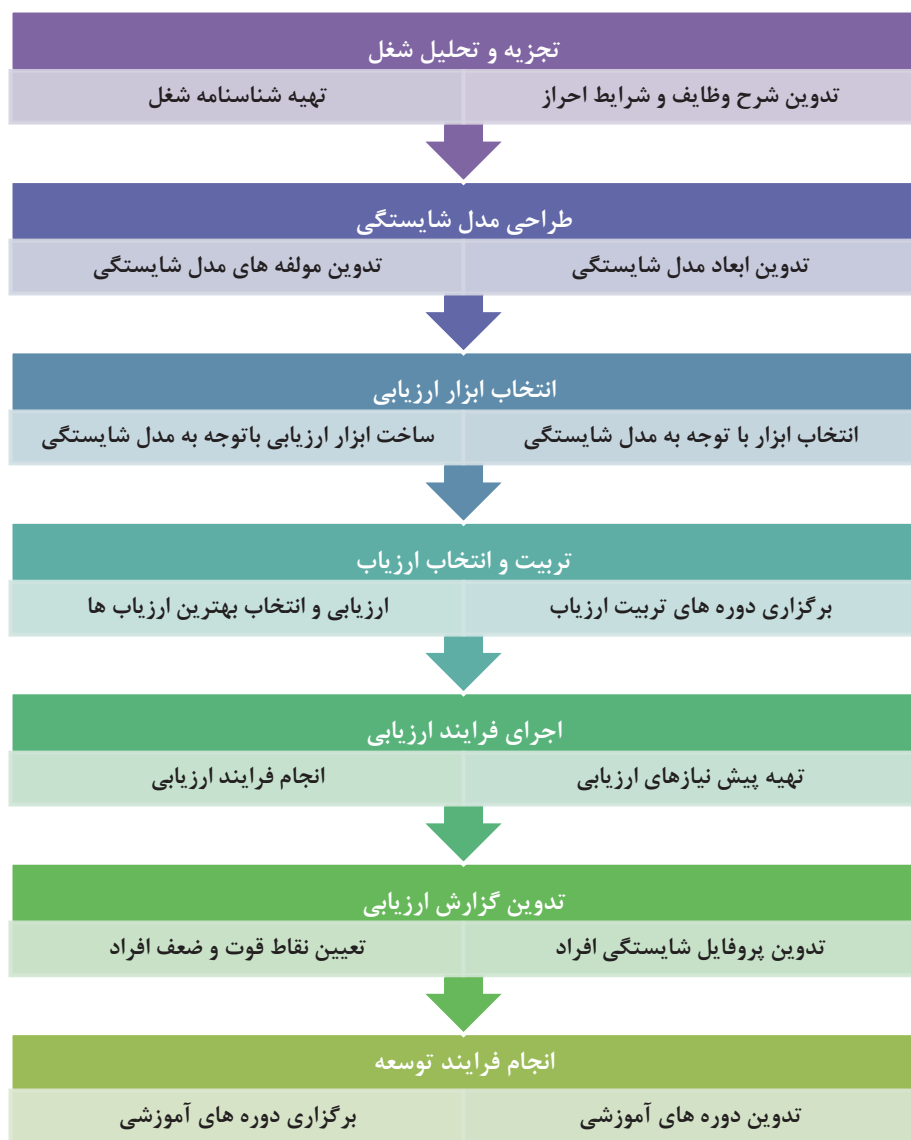 تجزیه و تحلیل شغل
تدوین شرح وظایف و شرایط احراز
تهیه شناسنامه شغل
طراحی مدل شایستگی
تدوین ابعاد مدل شایستگی
تدوین مولفه های مدل شایستگی
انتخاب ابزار ارزیابی
انتخاب ابزار با توجه به مدل شایستگی
ساخت ابزار ارزیابی باتوجه به مدل شایستگی
تربیت و انتخاب ارزیاب
برگزاری دوره های تربیت ارزیاب
ارزیابی و انتخاب بهترین ارزیاب ها
اجرای فرایند ارزیابی
تهیه پیش نیازهای ارزیابی
انجام فرایند ارزیابی
تدوین گزارش ارزیابی
تدوین پروفایل شایستگی افراد
تعیین نقاط قوت و ضعف افراد
انجام فرایند توسعه
تدوین دوره های آموزشی
برگزاری دوره های آموزشی